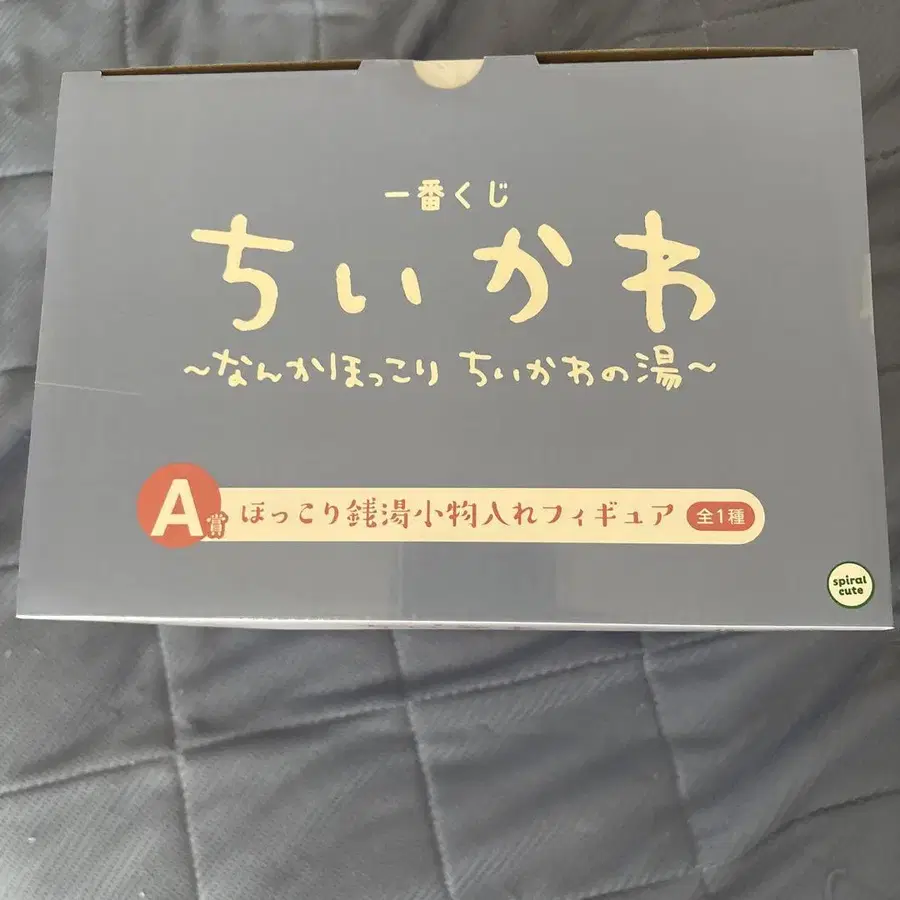 一番くじ
ちいかわ
~なんかほっこり ちいかわの湯~
A賞 ほっこり銭湯小物入れフィギュア 全1種
spiral
cute